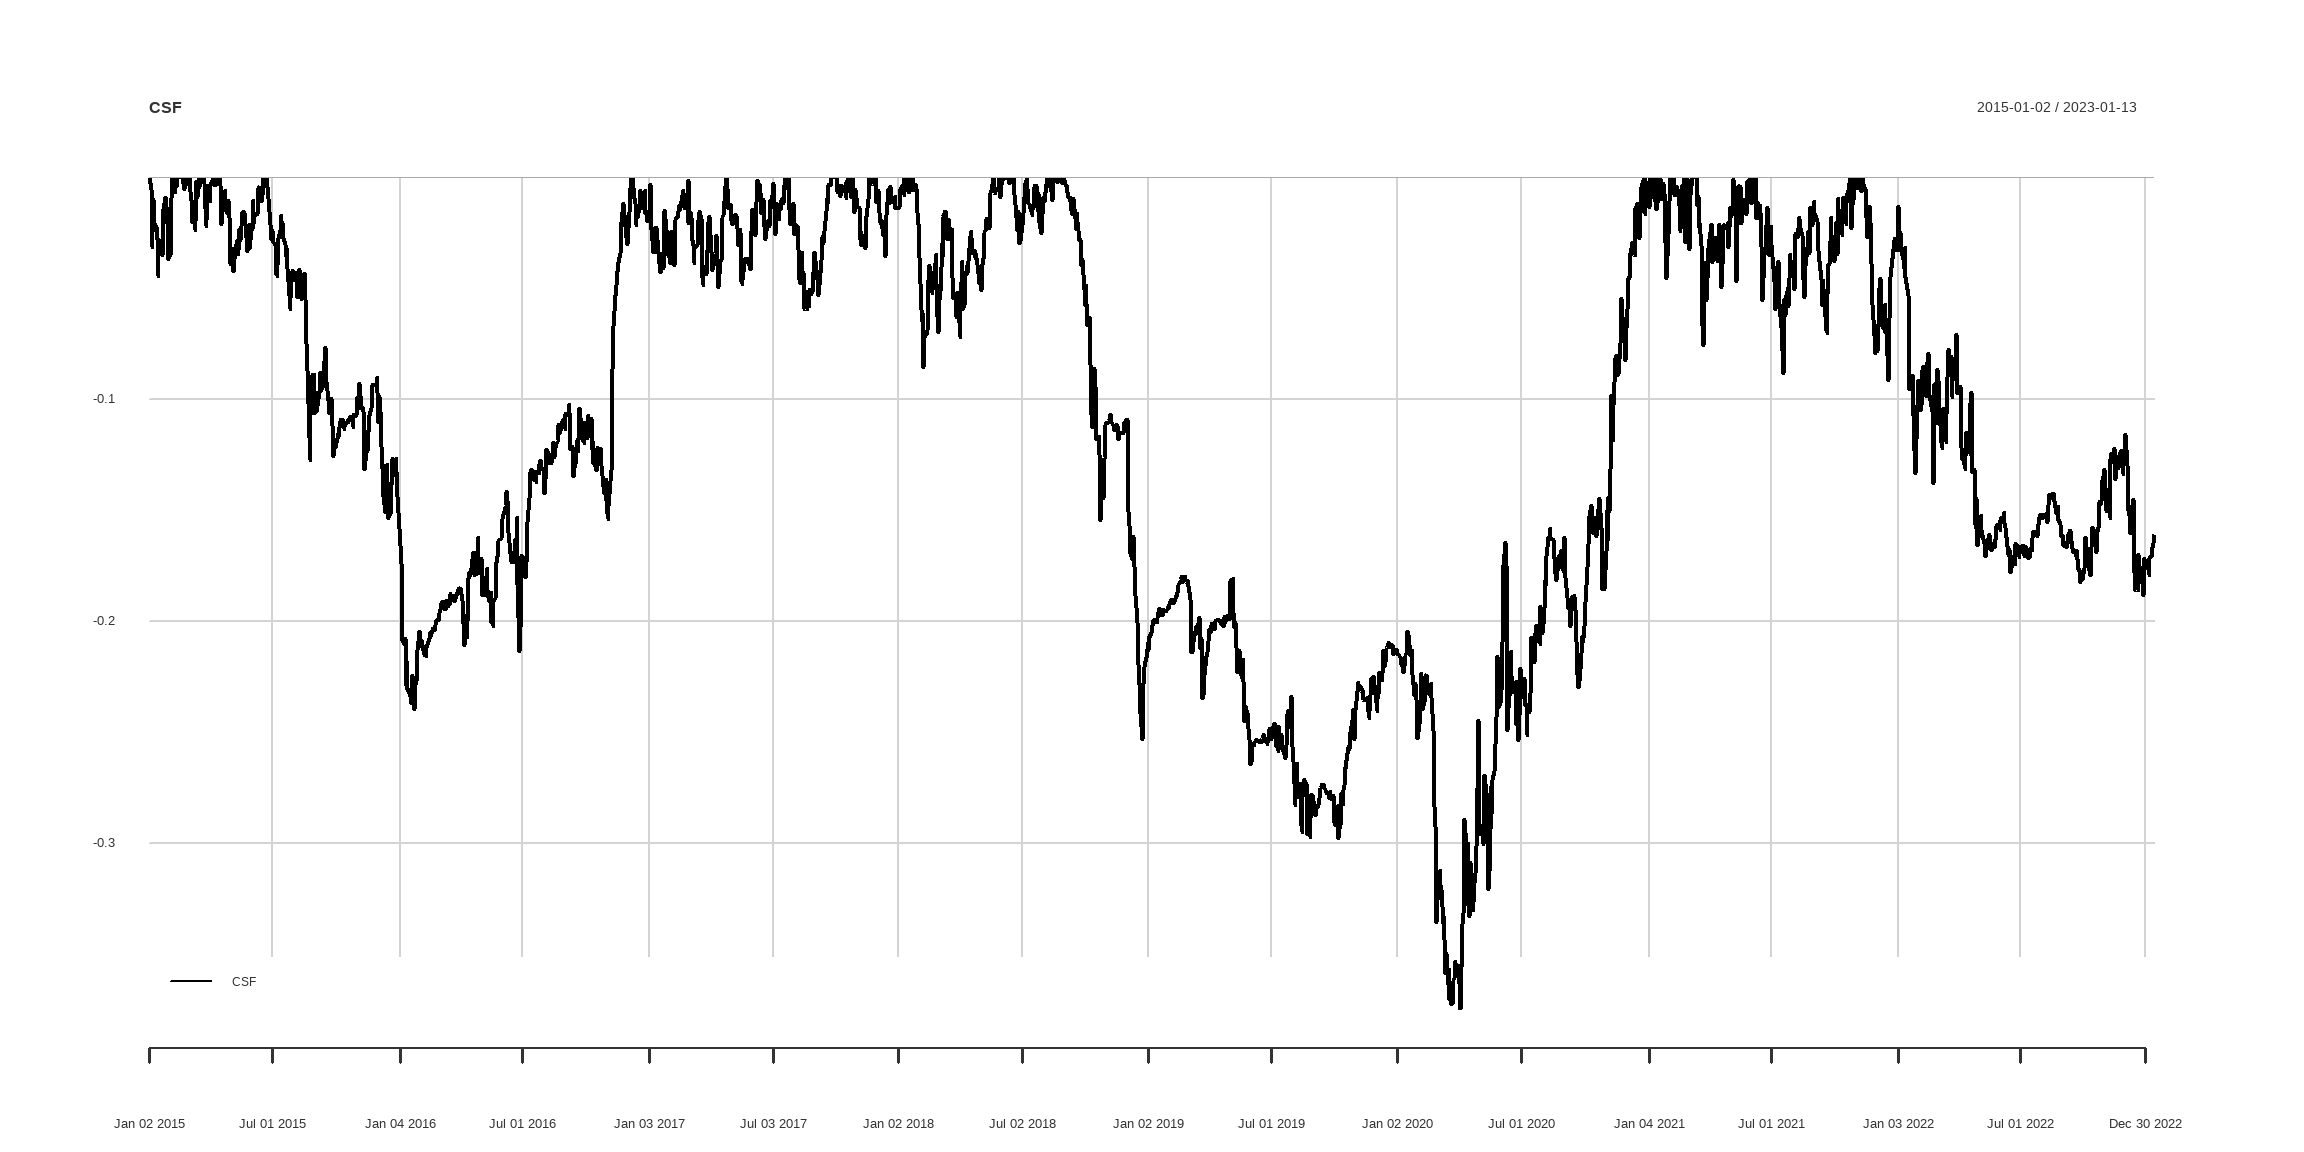 CSF
2015-01-02 / 2023-01-13
-0.1
-0.2
-0.3
CSF
Jan 02 2015
Jul 01 2015
Jan 04 2016
Jul 01 2016
Jan 03 2017
Jul 03 2017
Jan 02 2018
Jul 02 2018
Jan 02 2019
Jul 01 2019
Jan 02 2020
Jul 01 2020
Jan 04 2021
Jul 01 2021
Jan 03 2022
Jul 01 2022
Dec 30 2022